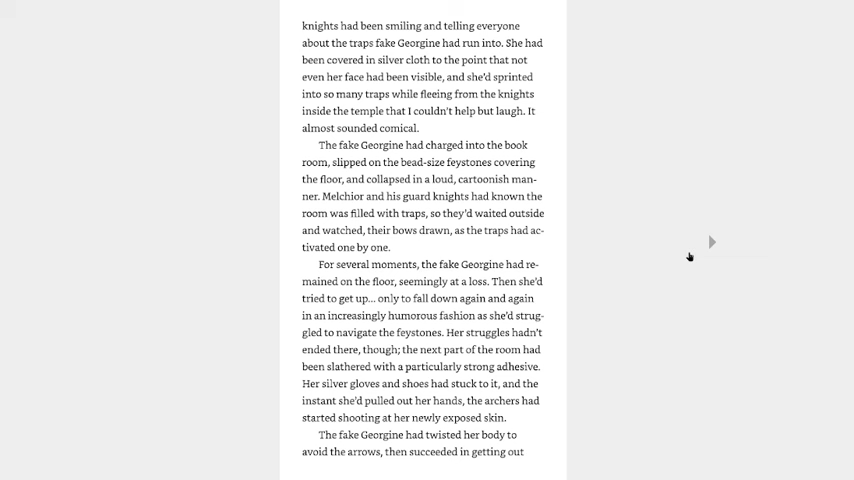 knights had been smiling and telling everyone
about the traps fake Georgine had run into. She had
been covered in silver cloth to the point that not
even her face had been visible, and she'd sprinted
into so many traps while fleeing from the knights
inside the temple that I couldn't help but laugh. It
almost sounded comical.
The fake Georgine had charged into the book
room, slipped on the bead-size feystones covering
the floor, and collapsed in a loud, cartoonish man-
ner. Melchior and his guard knights had known the
room was filled with traps, so they'd waited outside
and watched, their bows drawn, as the traps had ac-
tivated one by one.
For several moments, the fake Georgine had re-
mained on the floor, seemingly at a loss. Then she'd
tried to get up... only to fall down again and again
in an increasingly humorous fashion as she'd strug-
gled to navigate the feystones. Her struggles hadn't
ended there, though; the next part of the room had
been slathered with a particularly strong adhesive.
Her silver gloves and shoes had stuck to it, and the
instant she'd pulled out her hands, the archers had
started shooting at her newly exposed skin.
The fake Georgine had twisted her body to
avoid the arrows, then succeeded in getting out